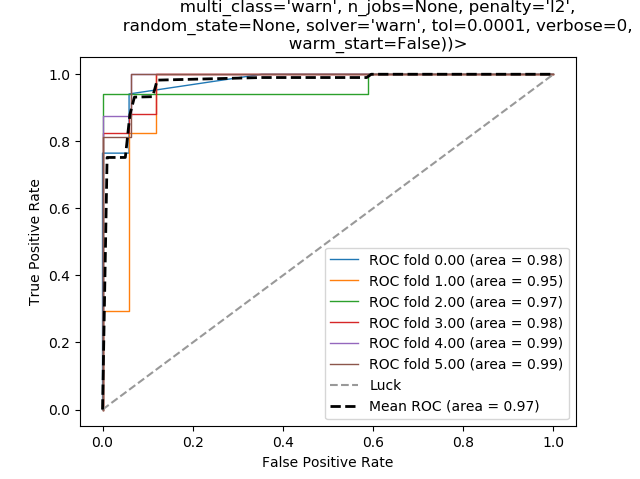 multi_class='warn', n_jobs=None, penalty='l2',
random_state=None, solver='warn', tol=0.0001, verbose=0,
warm_start=False))>
1.0
0.8
0.6
0.4
0.2
0.0
True Positive Rate
ROC fold 0.00 (area = 0.98)
ROC fold 1.00 (area = 0.95)
ROC fold 2.00 (area = 0.97)
ROC fold 3.00 (area = 0.98)
ROC fold 4.00 (area = 0.99)
ROC fold 5.00 (area = 0.99)
Luck
Mean ROC (area = 0.97)
0.0 0.2 0.4 0.6 0.8 1.0
False Positive Rate